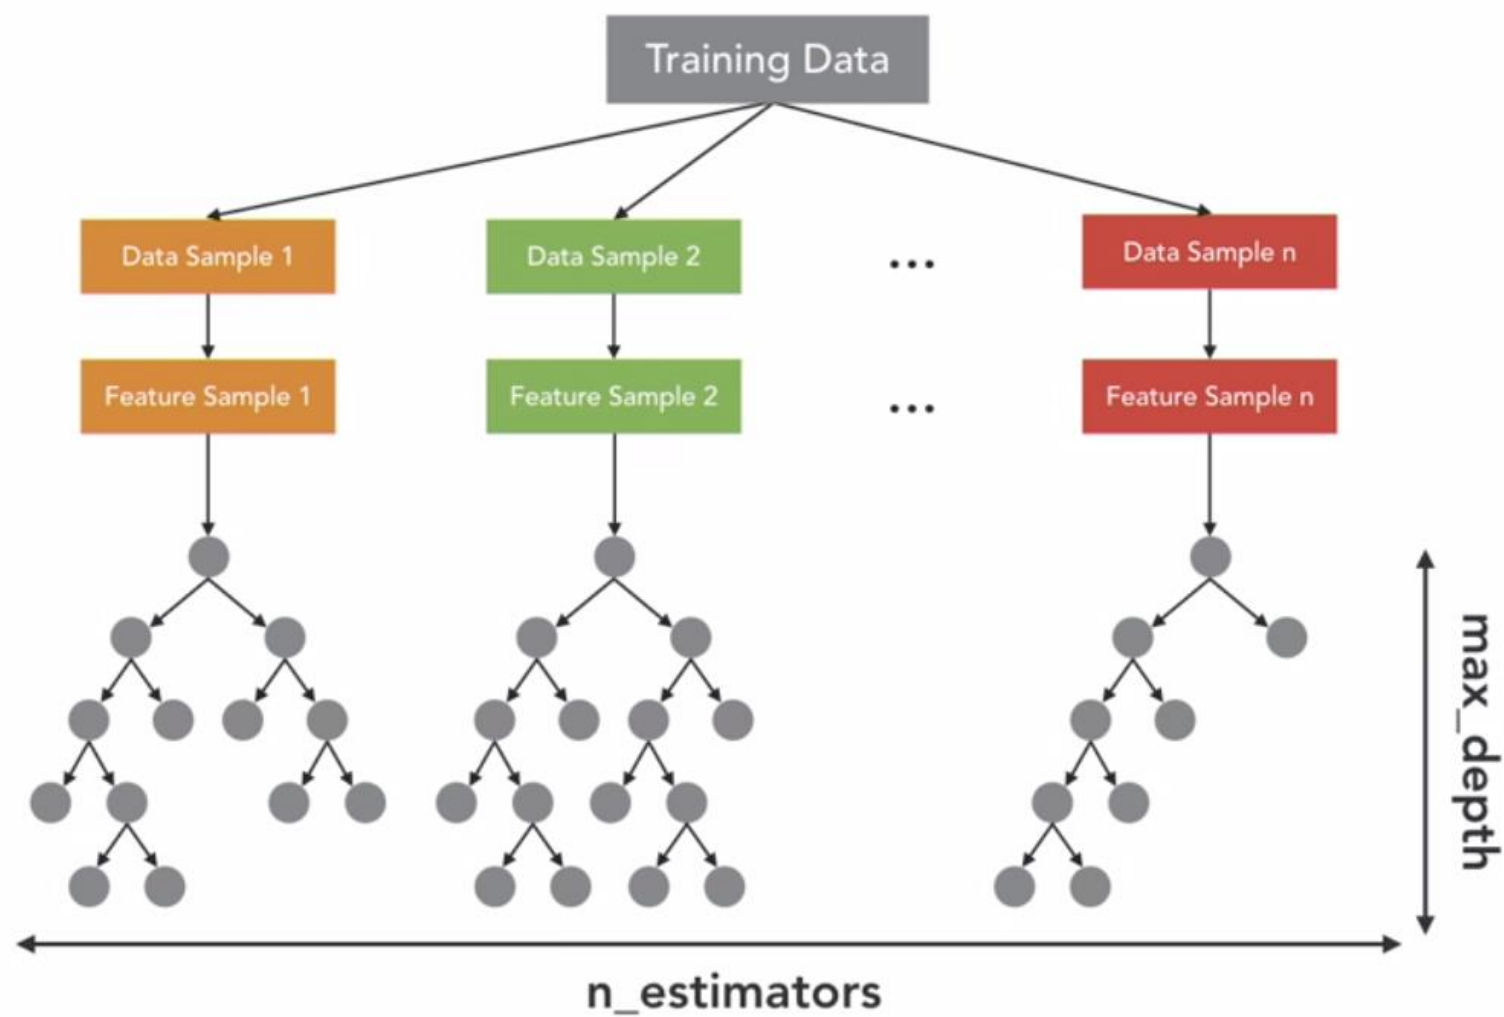 Training Data
Data Sample 1
Data Sample 2
...
Data Sample n
Feature Sample 1
Feature Sample 2
...
Feature Sample n
max_depth
n_estimators